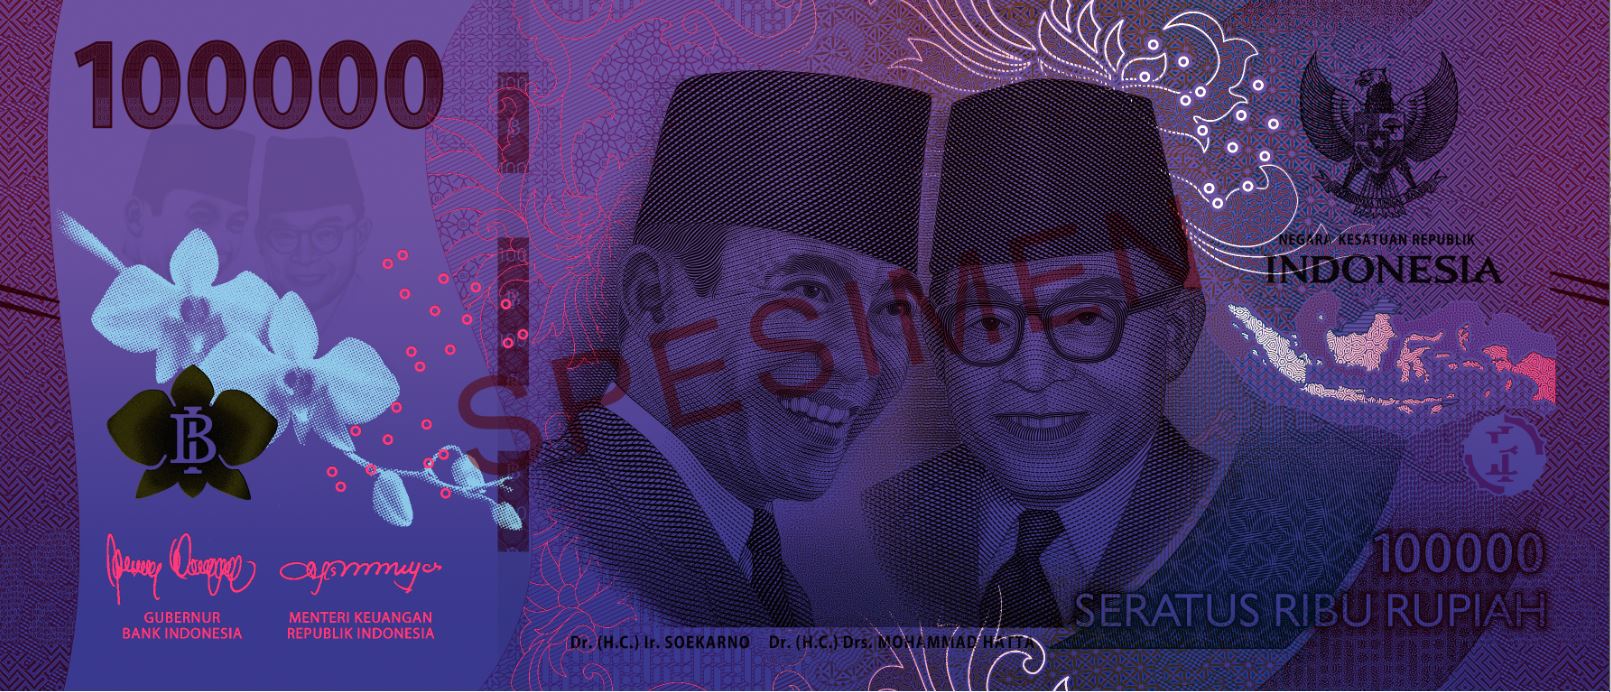 100000
NEGARA KESATUAN REPUBLIK
INDONESIA
SPESIMEN
BI
GUBERNUR
BANK INDONESIA
MENTERI KEUANGAN
REPUBLIK INDONESIA
100000
SERATUS RIBU RUPIAH
Dr. (H.C.) Ir. SOEKARNO
Dr. (H.C.) Drs. MOHAMMAD HATTA